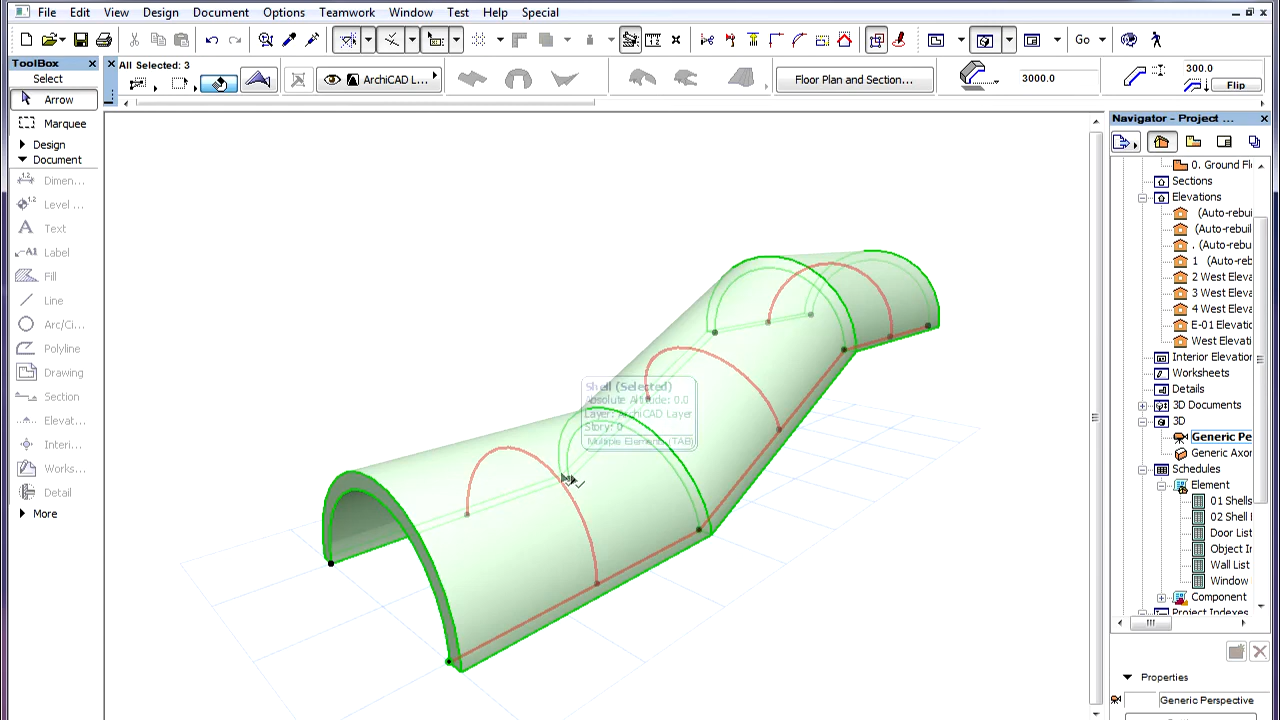 File Edit View Design Document Options Teamwork Window Test Help Special
Go
ToolBox
Select
Arrow
Marquee
Design
Document
Dimen...
Level ...
Text
Label
Fill
Line
Arc/Ci...
Polyline
Drawing
Section
Elevat...
Interi...
Works...
Detail
More
All Selected: 3
ArchiCAD L...
Floor Plan and Section...
3000.0
300.0
Flip
Shell (Selected)
Absolute Altitude: 0.0
Layer: ArchiCAD Layer
Story: 0
Multiple Elements (TAB)
Navigator - Project ...
0. Ground Fl
Sections
Elevations
(Auto-rebui
(Auto-rebui
. (Auto-rebu
1 (Auto-reb
2 West Eleva
3 West Eleva
4 West Eleva
E-01 Elevatio
West Elevati
Interior Elevation
Worksheets
Details
3D Documents
3D
Generic Pe
Generic Axor
Schedules
Element
01 Shells
02 Shell
Door List
Object In
Wall List
Window
Component
Project Indexes
Properties
Generic Perspective